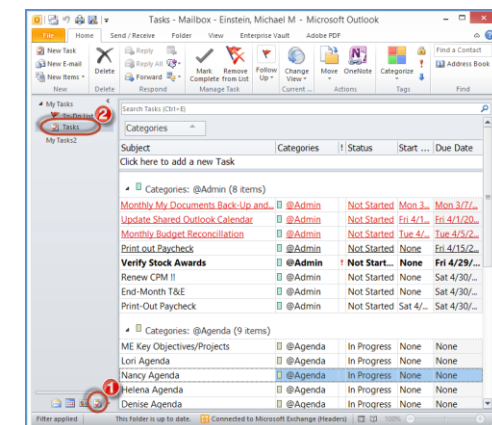 Tasks - Mailbox - Einstein, Michael M - Microsoft Outlook
File Home Send / Receive Folder View Enterprise Vault Adobe PDF
New Task
New E-mail
New Items
New
Delete
Delete
Reply
Reply All
Forward
Respond
Mark Complete
Remove from List
Manage Task
Follow Up
Change View
Current ...
Move
OneNote
Actions
Categorize
Tags
Find a Contact
Address Book
Find
My Tasks
To-Do List
2
Tasks
My Tasks2
Search Tasks (Ctrl+E)
Categories
Subject Categories ! Status Start ... Due Date
Click here to add a new Task
Categories: @Admin (8 items)
Monthly My Documents Back-Up and... @Admin Not Started Mon 3... Mon 3/7/...
Update Shared Outlook Calendar @Admin Not Started Fri 4/1... Fri 4/1/20...
Monthly Budget Reconcillation @Admin Not Started Tue 4/... Tue 4/5/2...
Print out Paycheck @Admin Not Started None Fri 4/15/2...
Verify Stock Awards @Admin ! Not Start... None Fri 4/29/...
Renew CPM !! @Admin Not Started None Sat 4/30/...
End-Month T&E @Admin Not Started None Sat 4/30/...
Print-Out Paycheck @Admin Not Started Sat 4/... Sat 4/30/...
Categories: @Agenda (9 items)
ME Key Objectives/Projects @Agenda In Progress None None
Lori Agenda @Agenda In Progress None None
Nancy Agenda @Agenda In Progress None None
Helena Agenda @Agenda In Progress None None
Denise Agenda @Agenda In Progress None None
1
Filter applied This folder is up to date. Connected to Microsoft Exchange (Headers) 100%